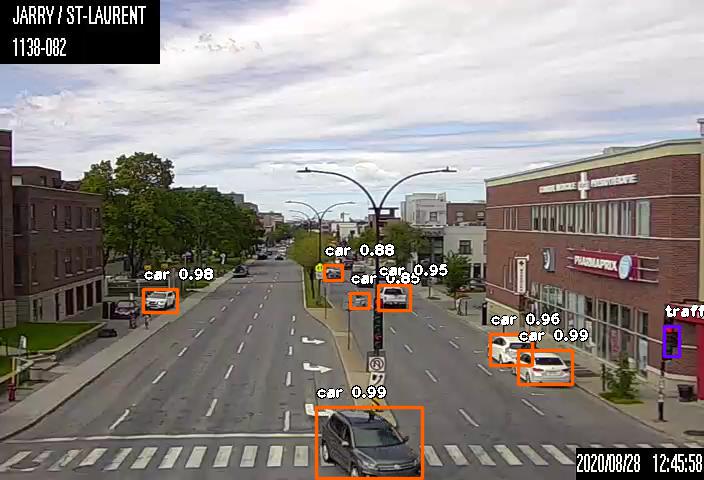 JARRY / ST-LAURENT
1138-082
car 0.88
car 0.98
car 0.95
car 0.85
traff
car 0.96
car 0.99
car 0.99
PHARMAPRIX
2020/08/28 12:45:58